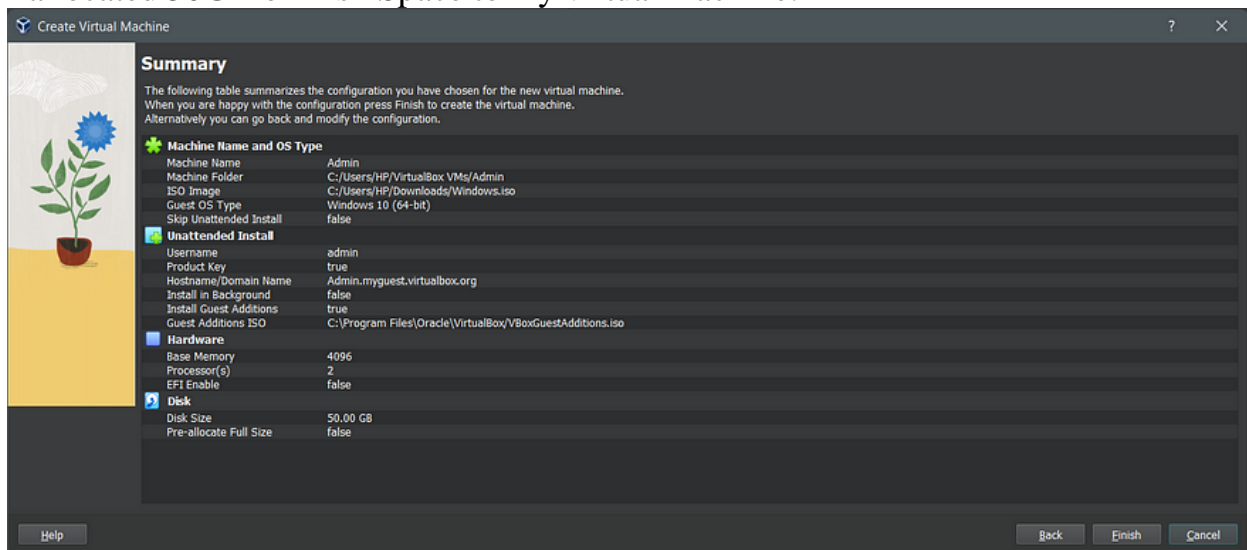 Create Virtual Machine
?
Summary
The following table summarizes the configuration you have chosen for the new virtual machine.
When you are happy with the configuration press Finish to create the virtual machine.
Alternatively you can go back and modify the configuration.
Machine Name and OS Type
Machine Name Admin
Machine Folder C:/Users/HP/VirtualBox VMs/Admin
ISO Image C:/Users/HP/Downloads/Windows.iso
Guest OS Type Windows 10 (64-bit)
Skip Unattended Install false
Unattended Install
Username admin
Product Key true
Hostname/Domain Name Admin.myguest.virtualbox.org
Install in Background false
Install Guest Additions true
Guest Additions ISO C:\Program Files\Oracle\VirtualBox/VBoxGuestAdditions.iso
Hardware
Base Memory 4096
Processor(s) 2
EFI Enable false
Disk
Disk Size 50.00 GB
Pre-allocate Full Size false
Help Back Finish Cancel